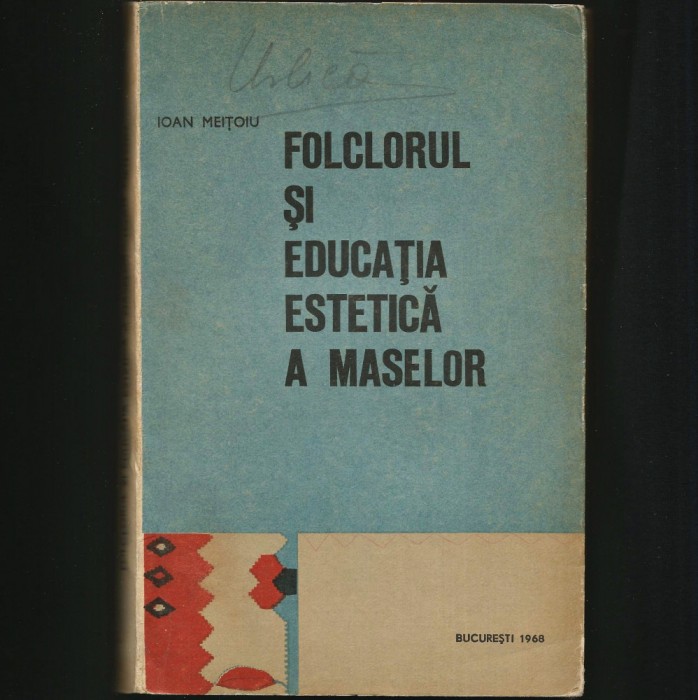 IOAN MEIŢOIU
FOLCLORUL
ŞI
EDUCAŢIA
ESTETICĂ
A MASELOR
BUCUREŞTI 1968